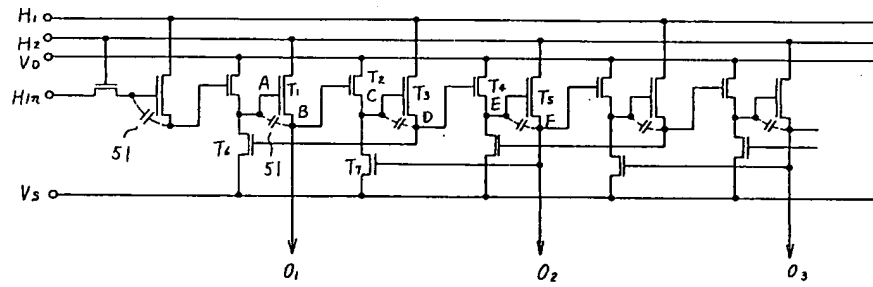 H1
H2
VD
A T1 T2 T4
HIn C T3 E T5
B D F
51 51 T6 T7
VS
O1 O2 O3